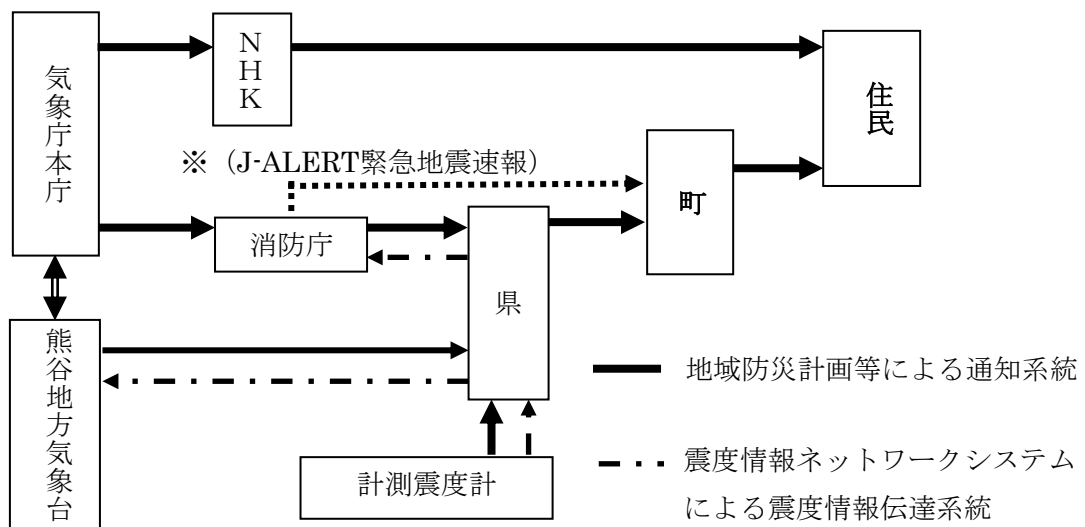 気象庁本庁
NHK
住民
※（J-ALERT緊急地震速報）
町
消防庁
県
熊谷地方気象台
計測震度計
地域防災計画等による通知系統
震度情報ネットワークシステム
による震度情報伝達系統